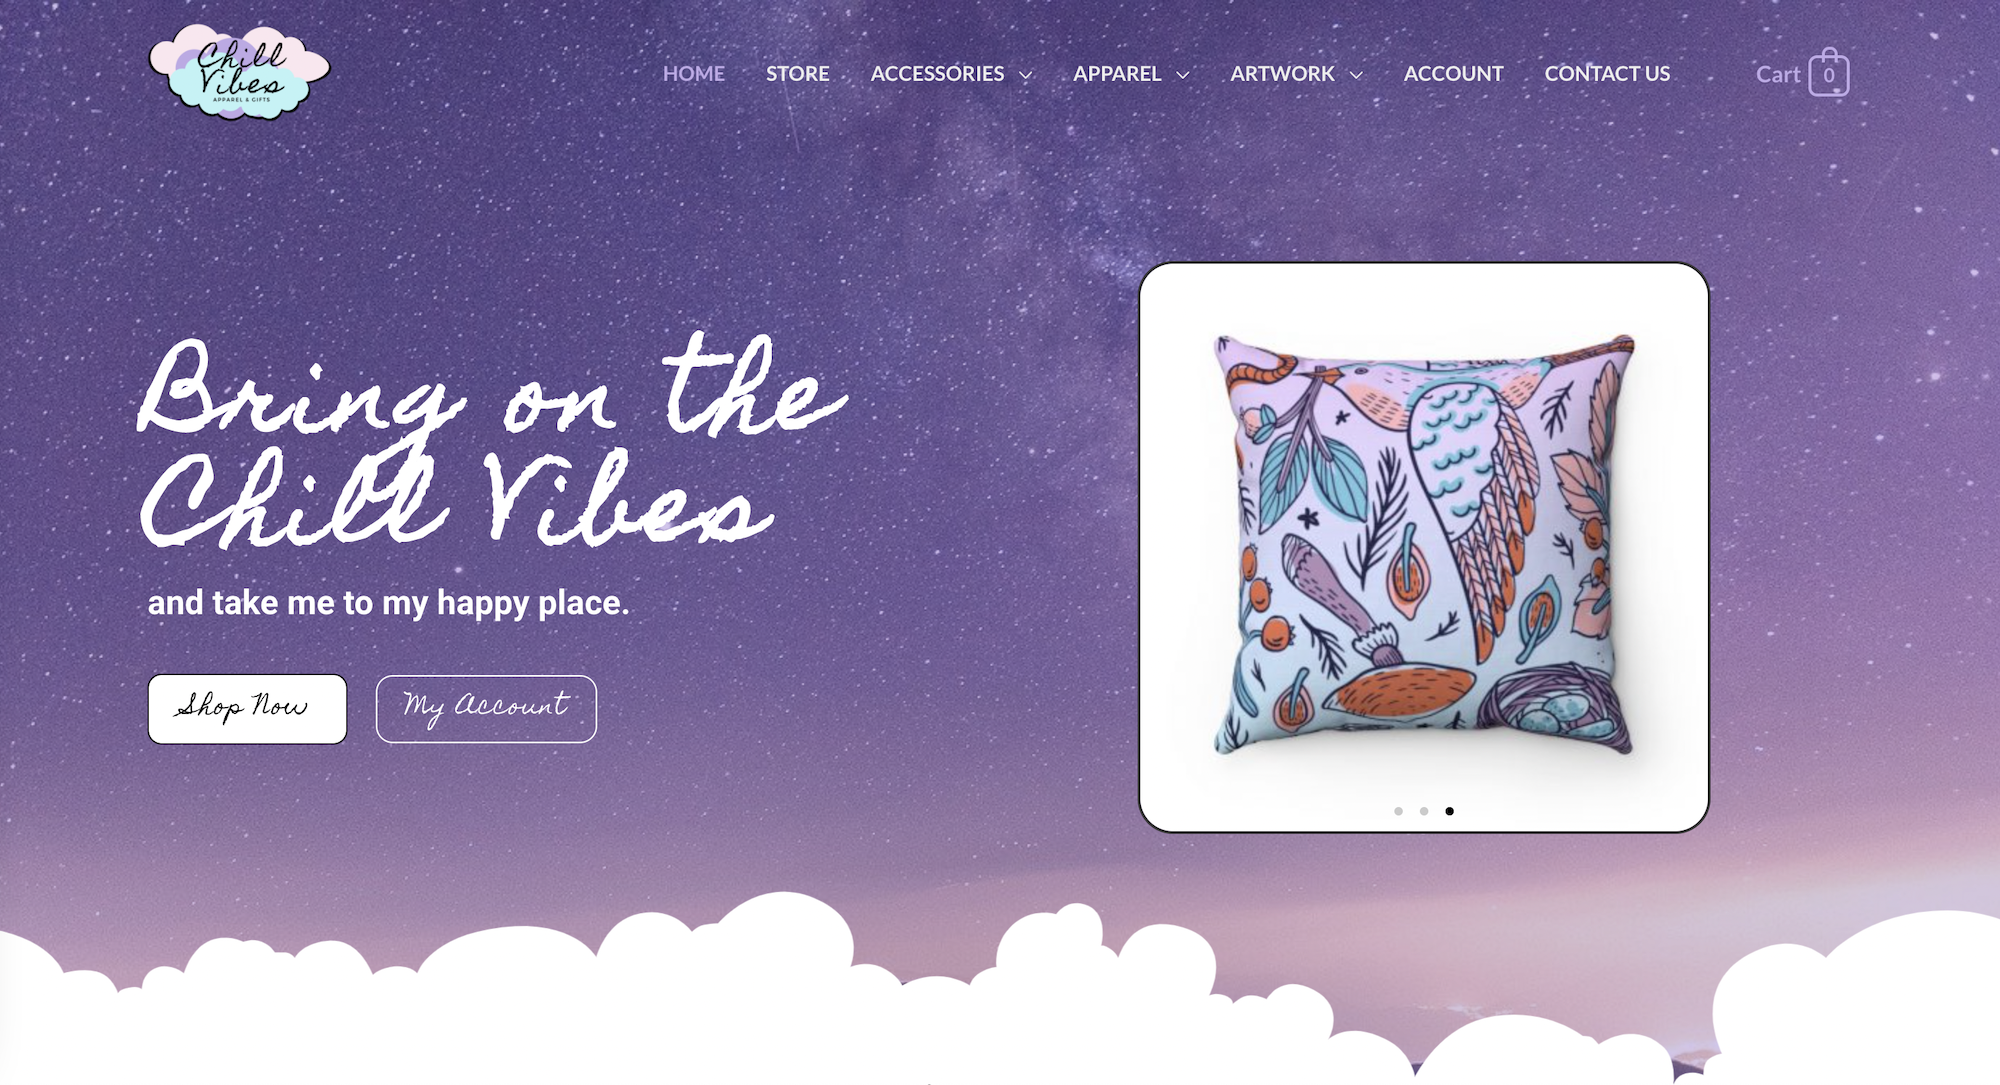 Chill
Vibes
APPAREL & GIFTS
HOME STORE ACCESSORIES APPAREL ARTWORK ACCOUNT CONTACT US Cart 0
Bring on the
Chill Vibes
and take me to my happy place.
Shop Now My Account